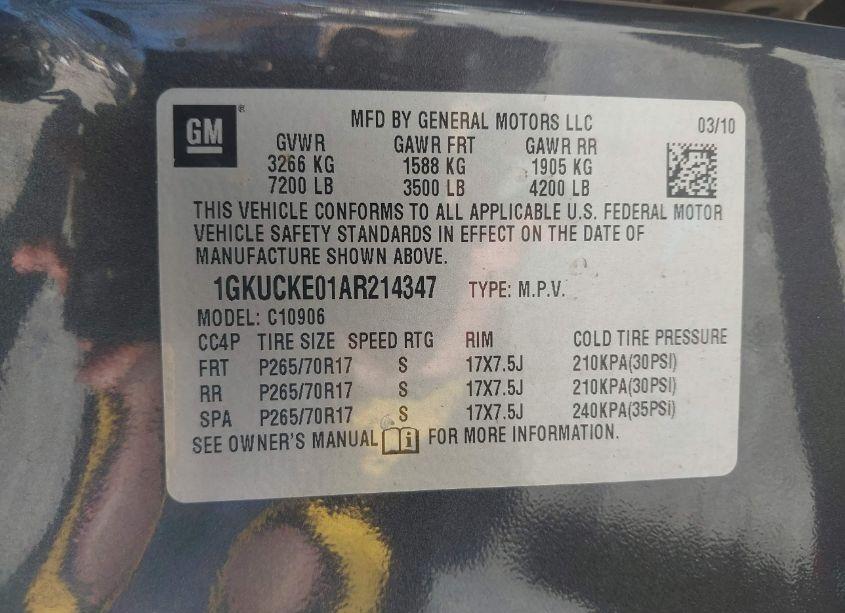 GM ® MFD BY GENERAL MOTORS LLC 03/10
GVWR GAWR FRT GAWR RR
3266 KG 1588 KG 1905 KG
7200 LB 3500 LB 4200 LB
THIS VEHICLE CONFORMS TO ALL APPLICABLE U.S. FEDERAL MOTOR
VEHICLE SAFETY STANDARDS IN EFFECT ON THE DATE OF
MANUFACTURE SHOWN ABOVE.
1GKUCKE01AR214347 TYPE: M.P.V.
MODEL: C10906
CC4P TIRE SIZE SPEED RTG RIM COLD TIRE PRESSURE
FRT P265/70R17 S 17X7.5J 210KPA(30PSI)
RR P265/70R17 S 17X7.5J 210KPA(30PSI)
SPA P265/70R17 S 17X7.5J 240KPA(35PSI)
SEE OWNER'S MANUAL FOR MORE INFORMATION.